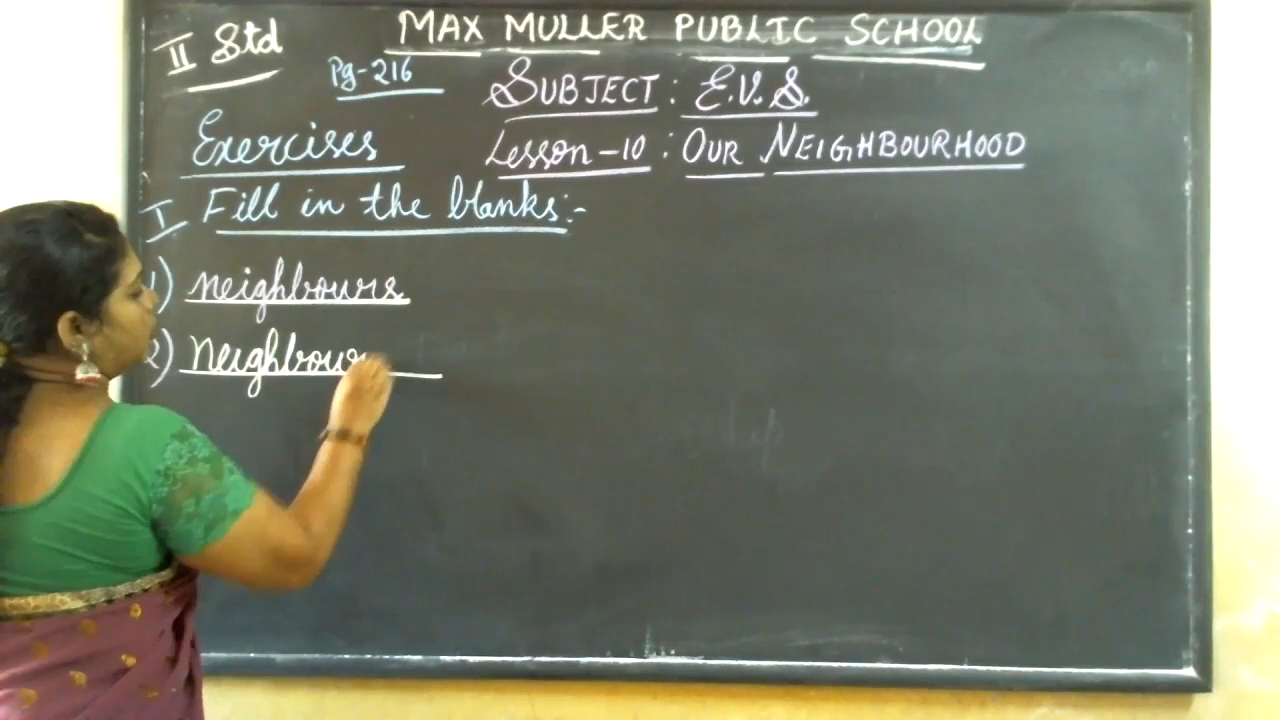 II Std MAX MULLER PUBLIC SCHOOL
Pg-216 SUBJECT : E.V.S.
Exercises Lesson-10 : OUR NEIGHBOURHOOD
I Fill in the blanks:-
1) neighbours
2) Neighbour